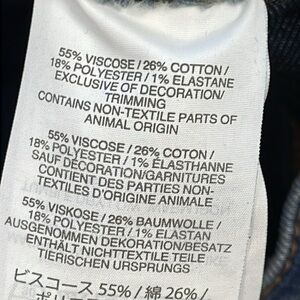 55% VISCOSE / 26% COTTON /
18% POLYESTER / 1% ELASTANE
EXCLUSIVE OF DECORATION/
TRIMMING
CONTAINS NON-TEXTILE PARTS OF
ANIMAL ORIGIN
55% VISCOSE / 26% COTON /
18% POLYESTER / 1% ÉLASTHANNE
SAUF DÉCORATION/GARNITURES
CONTIENT DES PARTIES NON-
TEXTILES D'ORIGINE ANIMALE
55% VISKOSE / 26% BAUMWOLLE /
18% POLYESTER / 1% ELASTAN
AUSGENOMMEN DEKORATION/BESATZ
ENTHÄLT NICHTTEXTILE TEILE
TIERISCHEN URSPRUNGS
ビスコース 55% / 綿 26% /